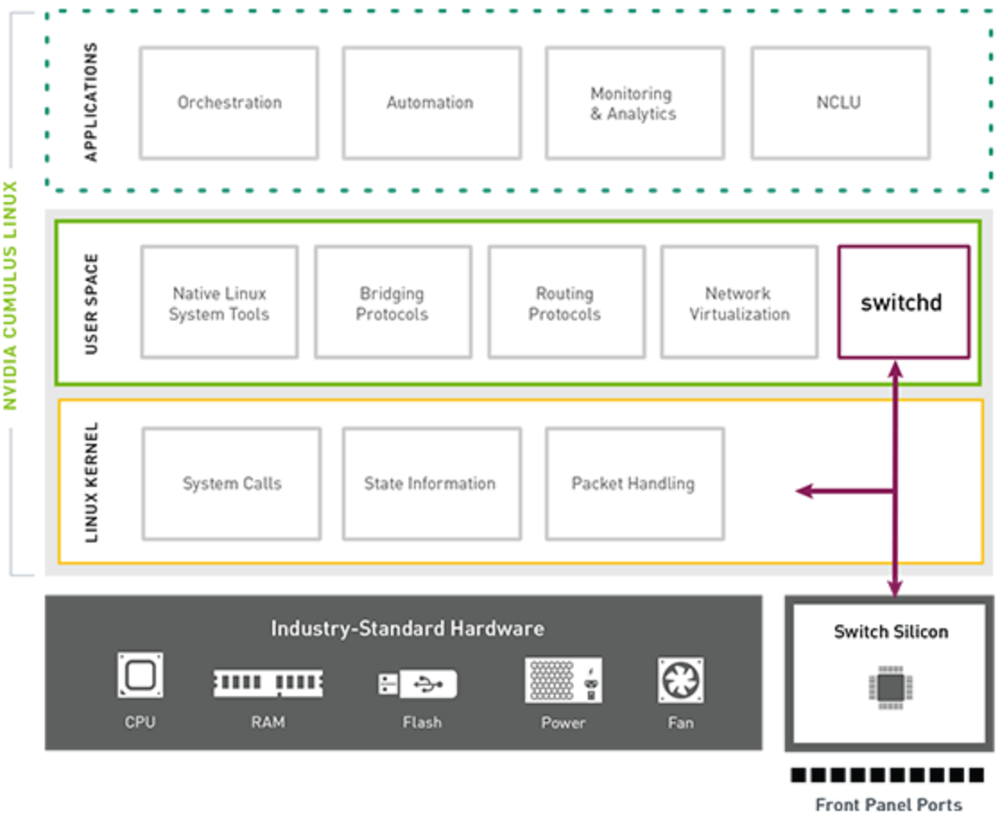 NVIDIA CUMULUS LINUX
APPLICATIONS
Orchestration
Automation
Monitoring
& Analytics
NCLU
USER SPACE
Native Linux
System Tools
Bridging
Protocols
Routing
Protocols
Network
Virtualization
switchd
LINUX KERNEL
System Calls
State Information
Packet Handling
Industry-Standard Hardware
CPU
RAM
Flash
Power
Fan
Switch Silicon
Front Panel Ports